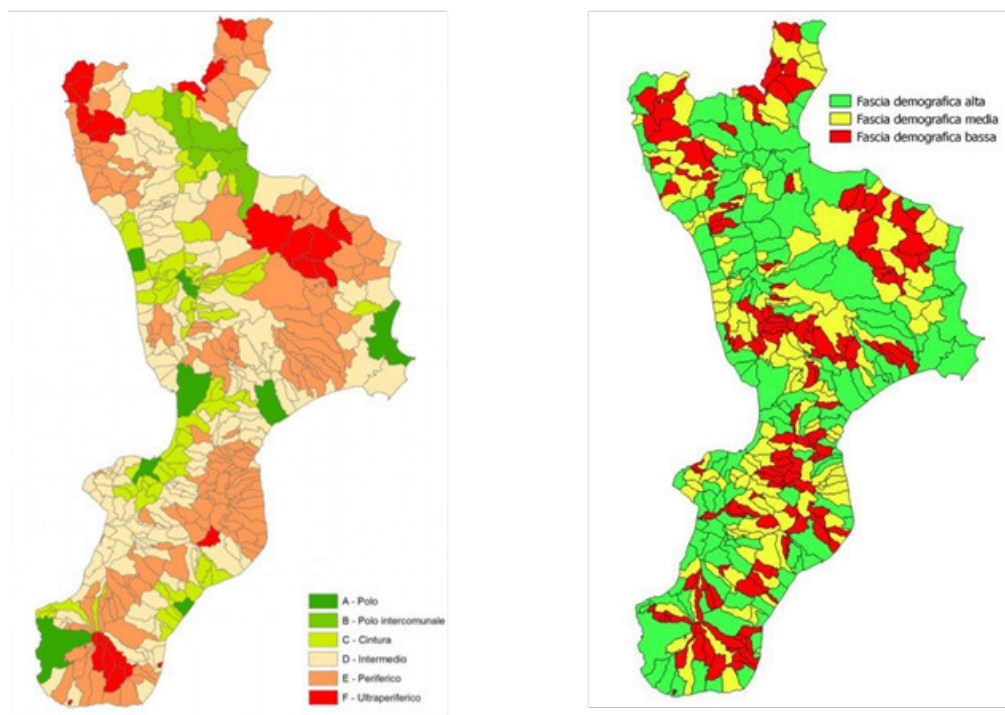 A - Polo
B - Polo intercomunale
C - Cintura
D - Intermedio
E - Periferico
F - Ultraperiferico
Fascia demografica alta
Fascia demografica media
Fascia demografica bassa